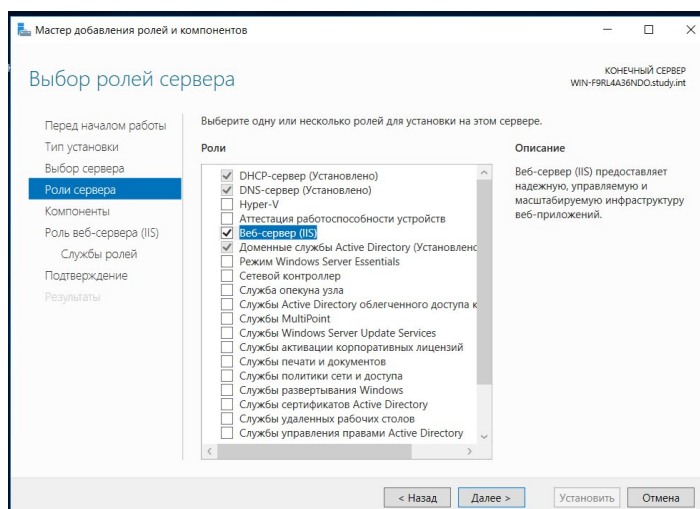 Мастер добавления ролей и компонентов
Выбор ролей сервера
КОНЕЧНЫЙ СЕРВЕР
WIN-F9RL4A36NDO.study.int
Перед началом работы
Тип установки
Выбор сервера
Роли сервера
Компоненты
Роль веб-сервера (IIS)
Службы ролей
Подтверждение
Результаты
Выберите одну или несколько ролей для установки на этом сервере.
Роли
DHCP-сервер (Установлено)
DNS-сервер (Установлено)
Hyper-V
Аттестация работоспособности устройств
Веб-сервер (IIS)
Доменные службы Active Directory (Установлено
Режим Windows Server Essentials
Сетевой контроллер
Служба опекуна узла
Службы Active Directory облегченного доступа к
Службы MultiPoint
Службы Windows Server Update Services
Службы активации корпоративных лицензий
Службы печати и документов
Службы политики сети и доступа
Службы развертывания Windows
Службы сертификатов Active Directory
Службы удаленных рабочих столов
Службы управления правами Active Directory
Описание
Веб-сервер (IIS) предоставляет
надежную, управляемую и
масштабируемую инфраструктуру
веб-приложений.
< Назад
Далее >
Установить
Отмена